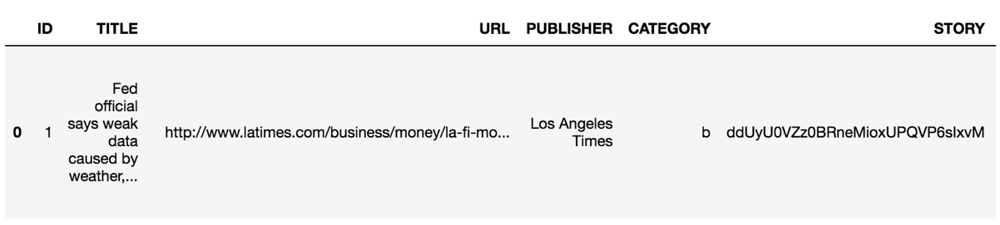 ID TITLE URL PUBLISHER CATEGORY STORY
Fed
official
says weak
data
caused by
weather,...
0 1 http://www.latimes.com/business/money/la-fi-mo... Los Angeles
Times b ddUyU0VZz0BRneMioxUPQVP6sIxvM